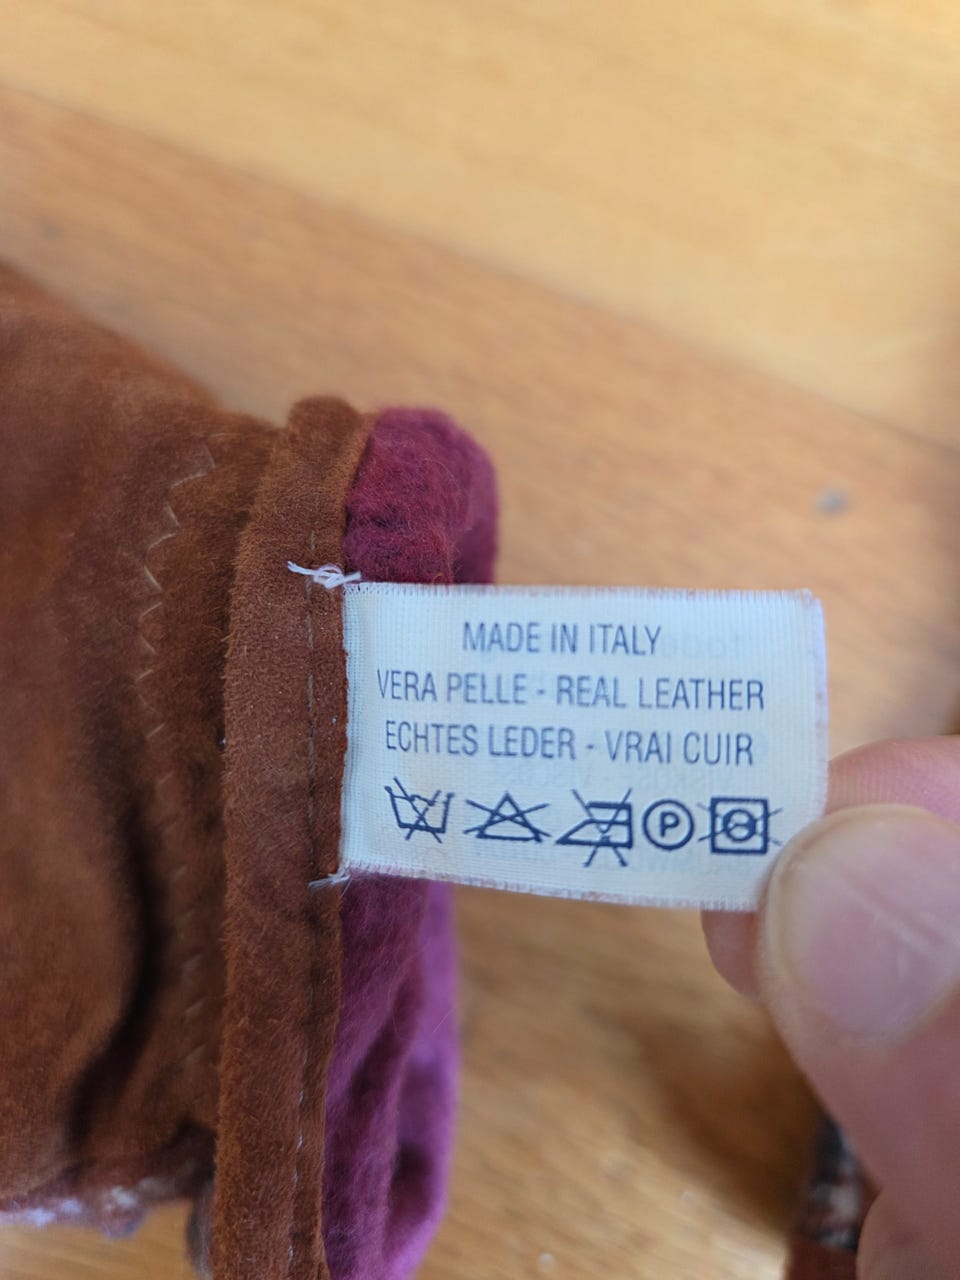 MADE IN ITALY
VERA PELLE - REAL LEATHER
ECHTES LEDER - VRAI CUIR
P